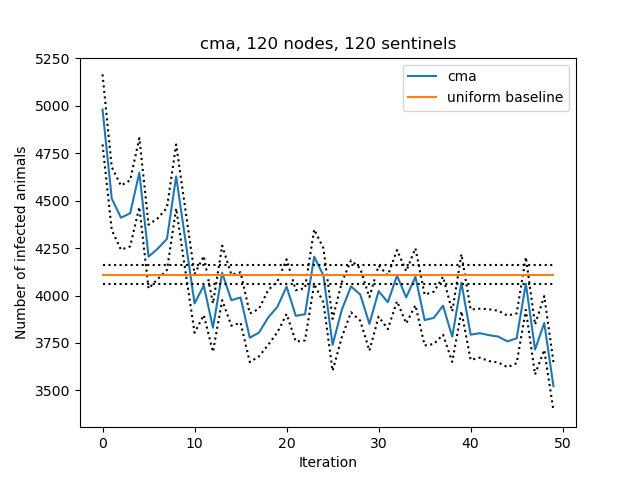 cma, 120 nodes, 120 sentinels
cma
uniform baseline
Number of infected animals
5250
5000
4750
4500
4250
4000
3750
3500
0
10
20
30
40
50
Iteration